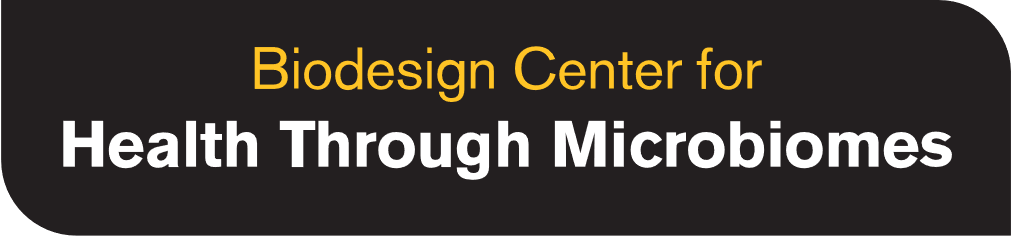 Biodesign Center for
Health Through Microbiomes